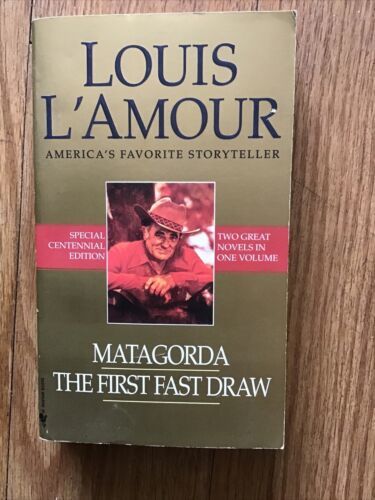 LOUIS
L'AMOUR
AMERICA'S FAVORITE STORYTELLER
SPECIAL
CENTENNIAL
EDITION
TWO GREAT
NOVELS IN
ONE VOLUME
MATAGORDA
THE FIRST FAST DRAW